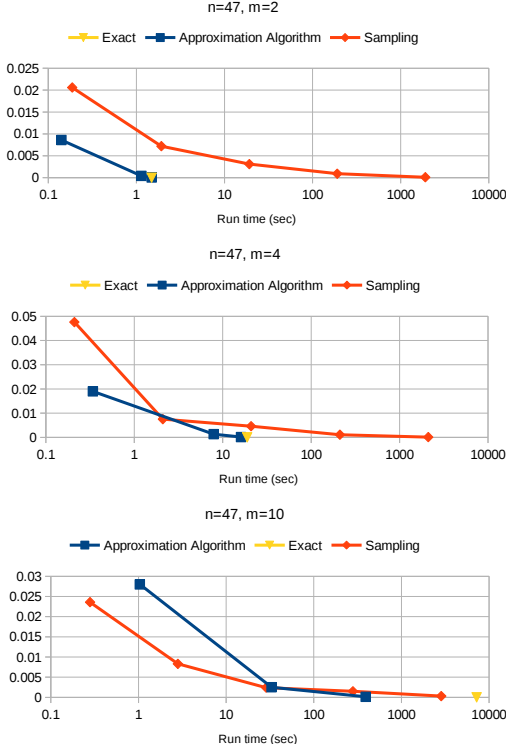 n=47, m=2
Exact Approximation Algorithm Sampling
0.025
0.02
0.015
0.01
0.005
0
0.1 1 10 100 1000 10000
Run time (sec)
n=47, m=4
Exact Approximation Algorithm Sampling
0.05
0.04
0.03
0.02
0.01
0
0.1 1 10 100 1000 10000
Run time (sec)
n=47, m=10
Approximation Algorithm Exact Sampling
0.03
0.025
0.02
0.015
0.01
0.005
0
0.1 1 10 100 1000 10000
Run time (sec)